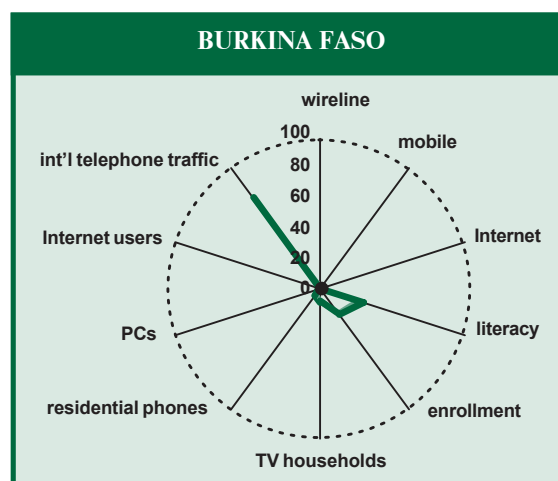 BURKINA FASO
wireline
100
mobile
int'l telephone traffic
80
60
40
Internet users
Internet
20
0
PCs
literacy
residential phones
enrollment
TV households